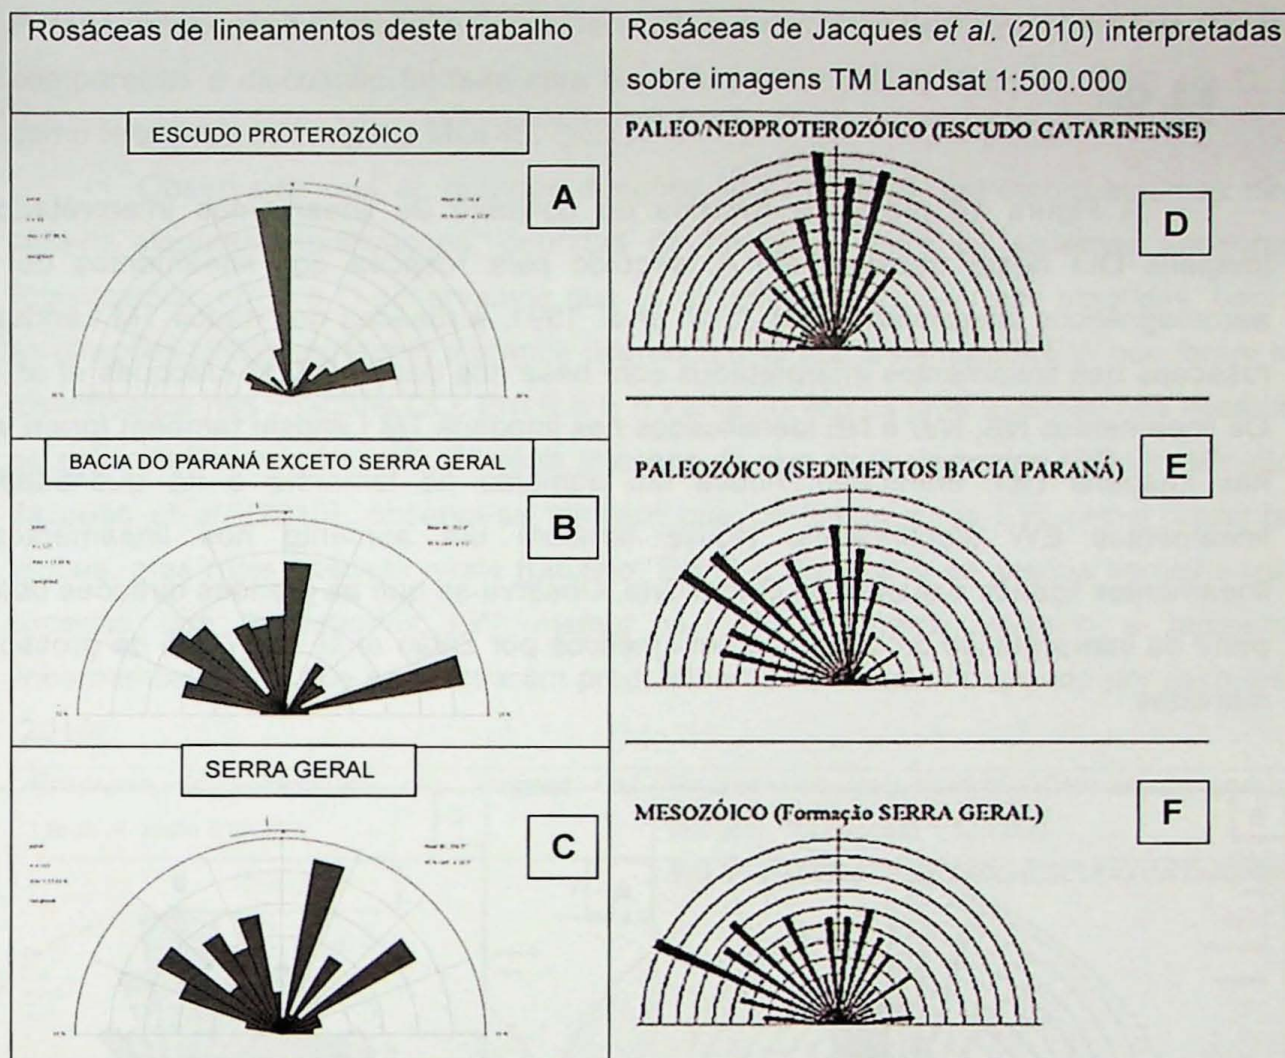 Rosáceas de lineamentos deste trabalho
Rosáceas de Jacques et al. (2010) interpretadas
sobre imagens TM Landsat 1:500.000
ESCUDO PROTEROZÓICO
A
PALEO/NEOPROTEROZÓICO (ESCUDO CATARINENSE)
D
BACIA DO PARANÁ EXCETO SERRA GERAL
B
PALEOZÓICO (SEDIMENTOS BACIA PARANÁ)
E
SERRA GERAL
C
MESOZÓICO (Formação SERRA GERAL)
F